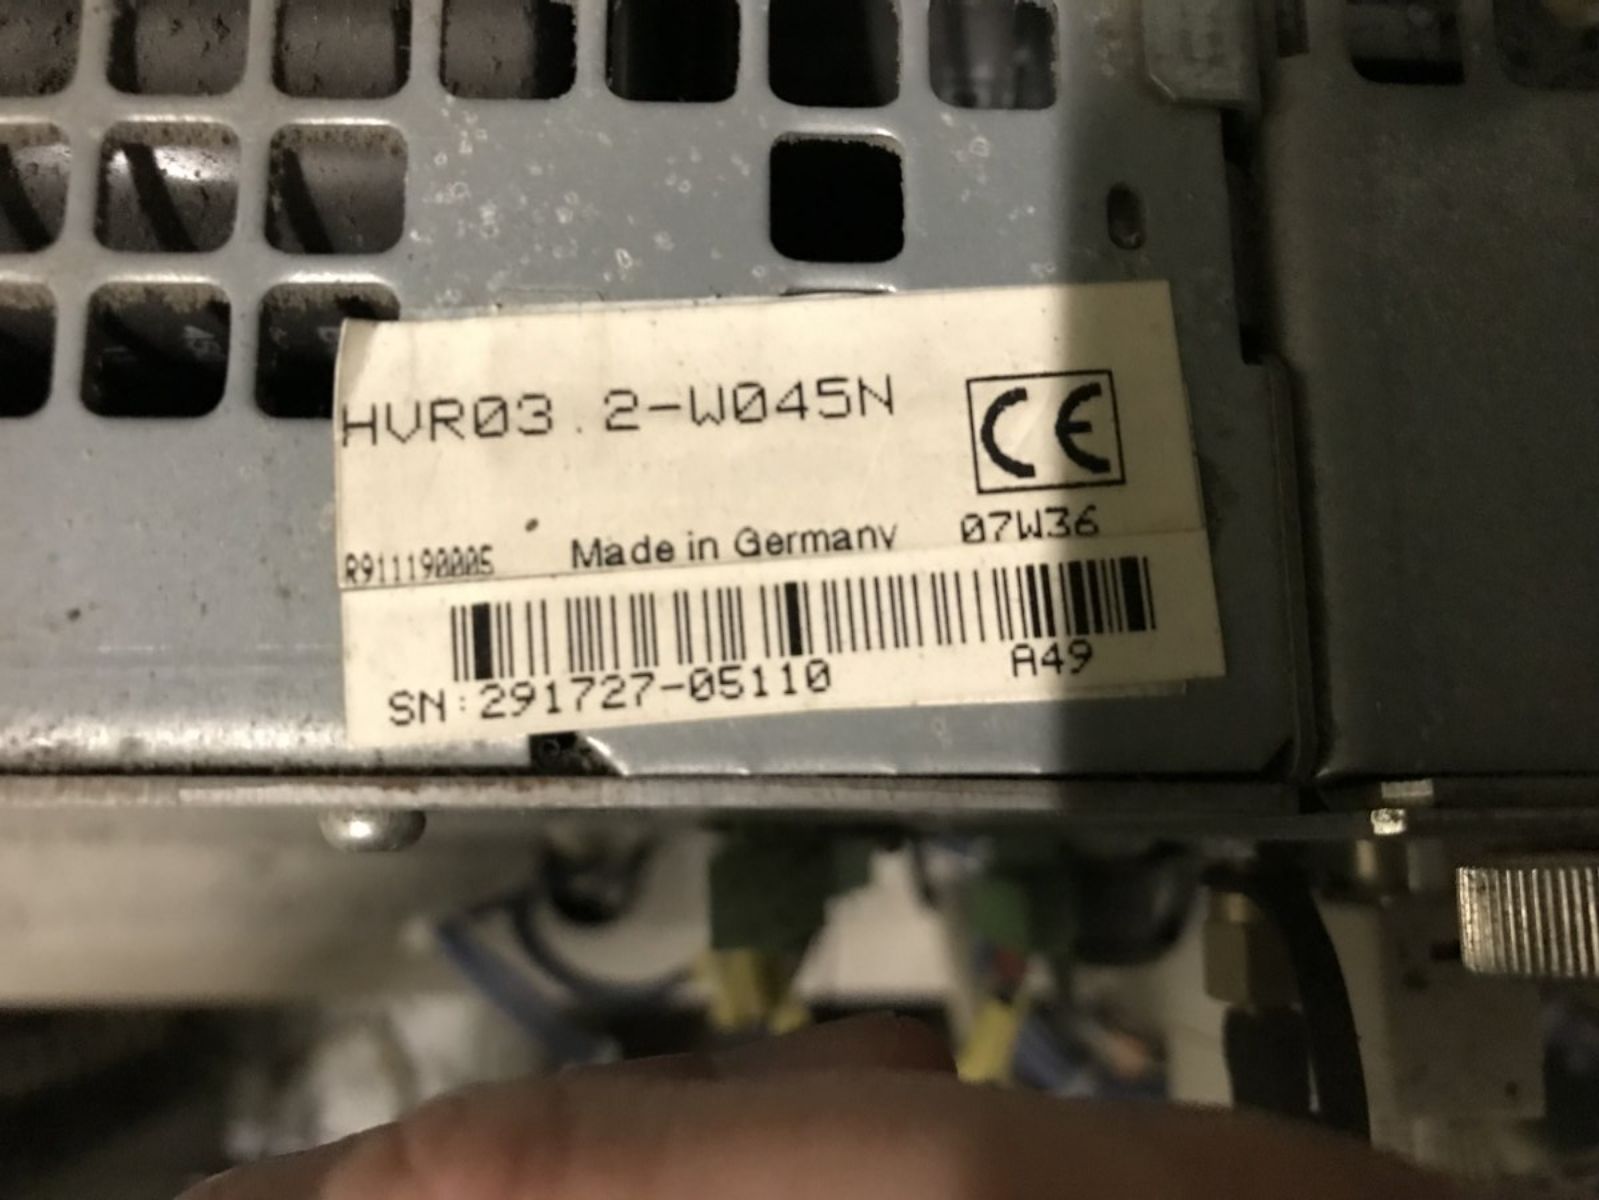 HVR03.2-W045N
CE
R911190005 Made in Germany 07W36
SN:291727-05110 A49